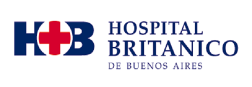 HB HOSPITAL
BRITANICO
DE BUENOS AIRES